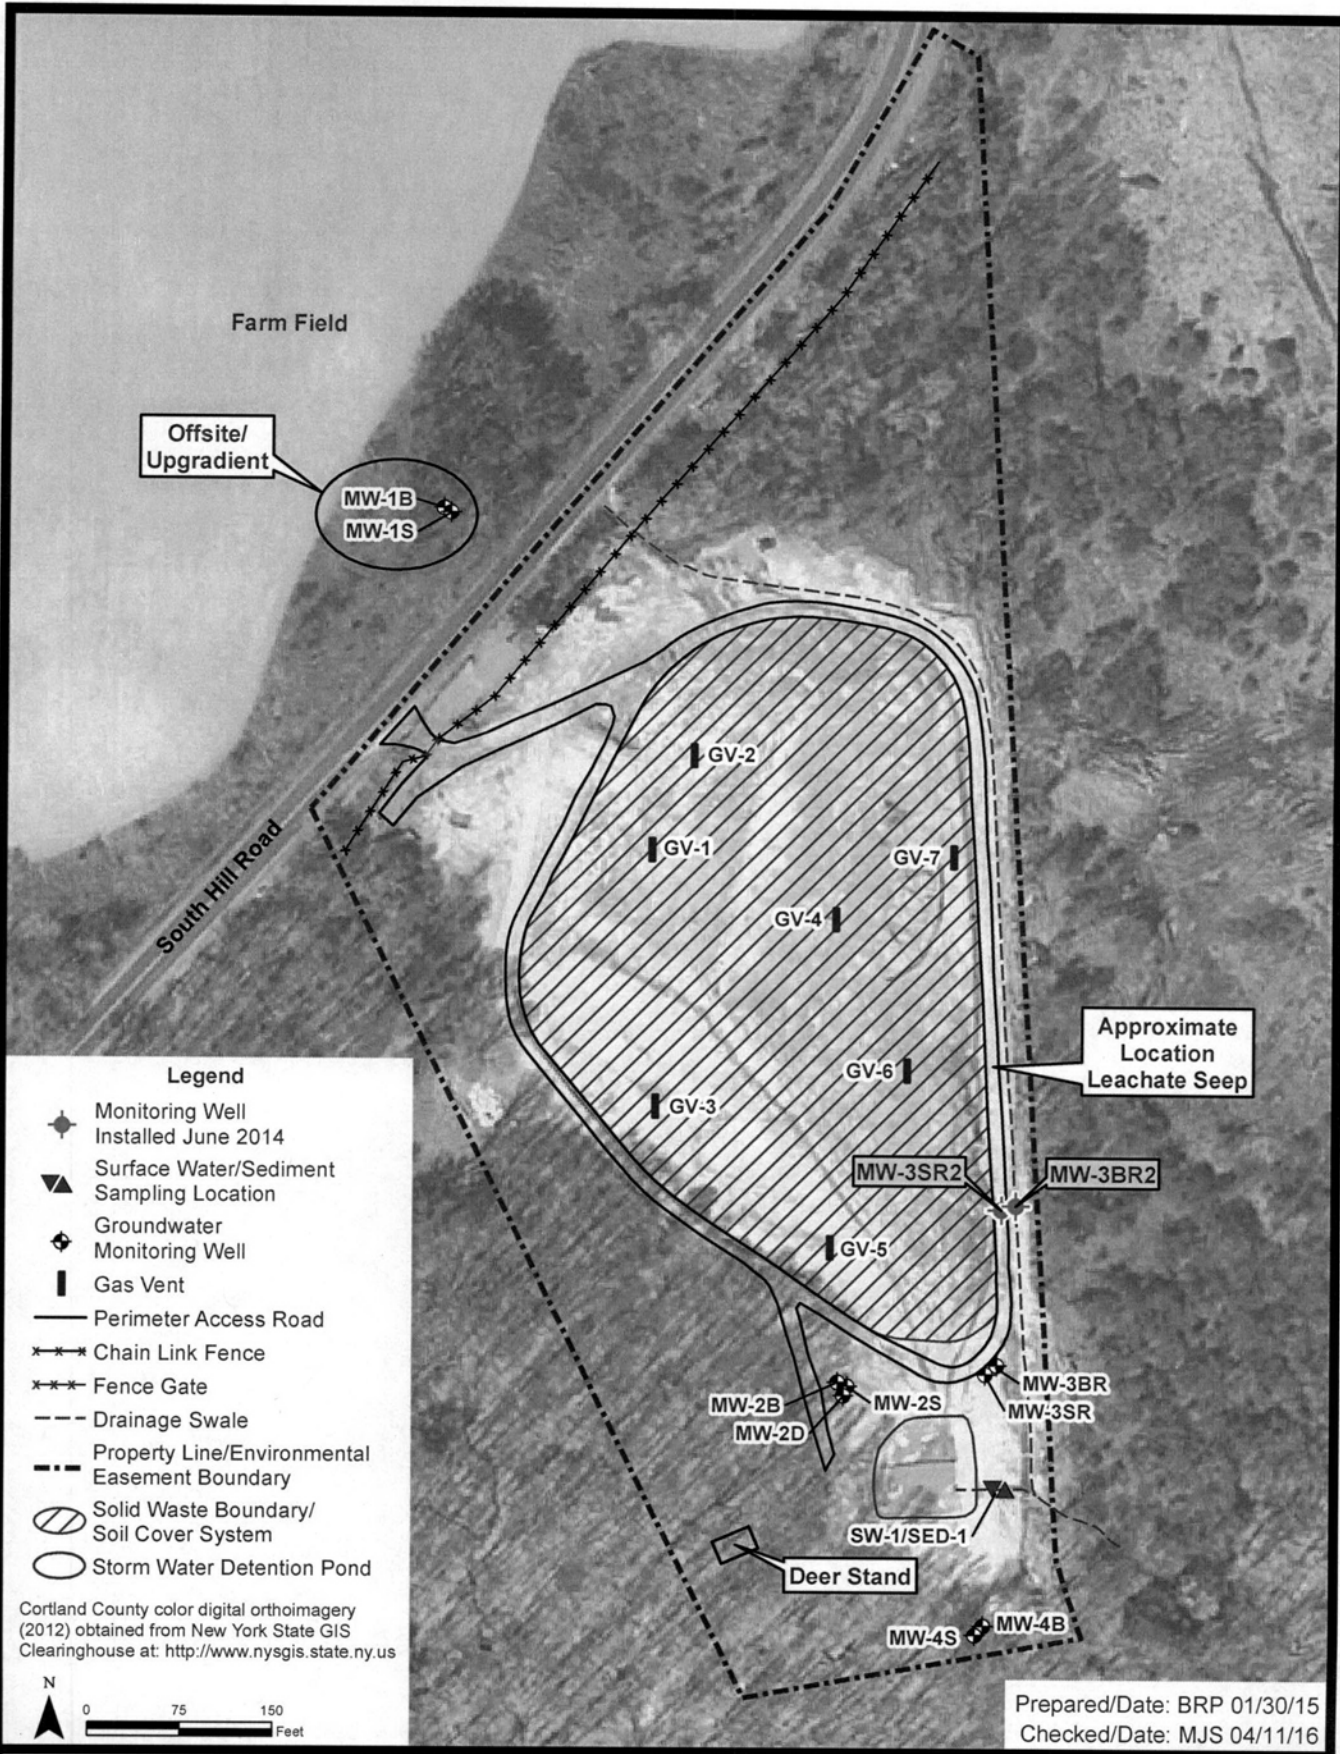 Farm Field
Offsite/
Upgradient
MW-1B
MW-1S
South Hill Road
GV-2
GV-1
GV-7
GV-4
GV-6
GV-3
GV-5
Approximate
Location
Leachate Seep
MW-3SR2
MW-3BR2
MW-3BR
MW-3SR
MW-2B
MW-2S
MW-2D
SW-1/SED-1
Deer Stand
MW-4B
MW-4S
Legend
Monitoring Well
Installed June 2014
Surface Water/Sediment
Sampling Location
Groundwater
Monitoring Well
Gas Vent
Perimeter Access Road
Chain Link Fence
Fence Gate
Drainage Swale
Property Line/Environmental
Easement Boundary
Solid Waste Boundary/
Soil Cover System
Storm Water Detention Pond
Cortland County color digital orthoimagery
(2012) obtained from New York State GIS
Clearinghouse at: http://www.nysgis.state.ny.us
N
0 75 150
Feet
Prepared/Date: BRP 01/30/15
Checked/Date: MJS 04/11/16